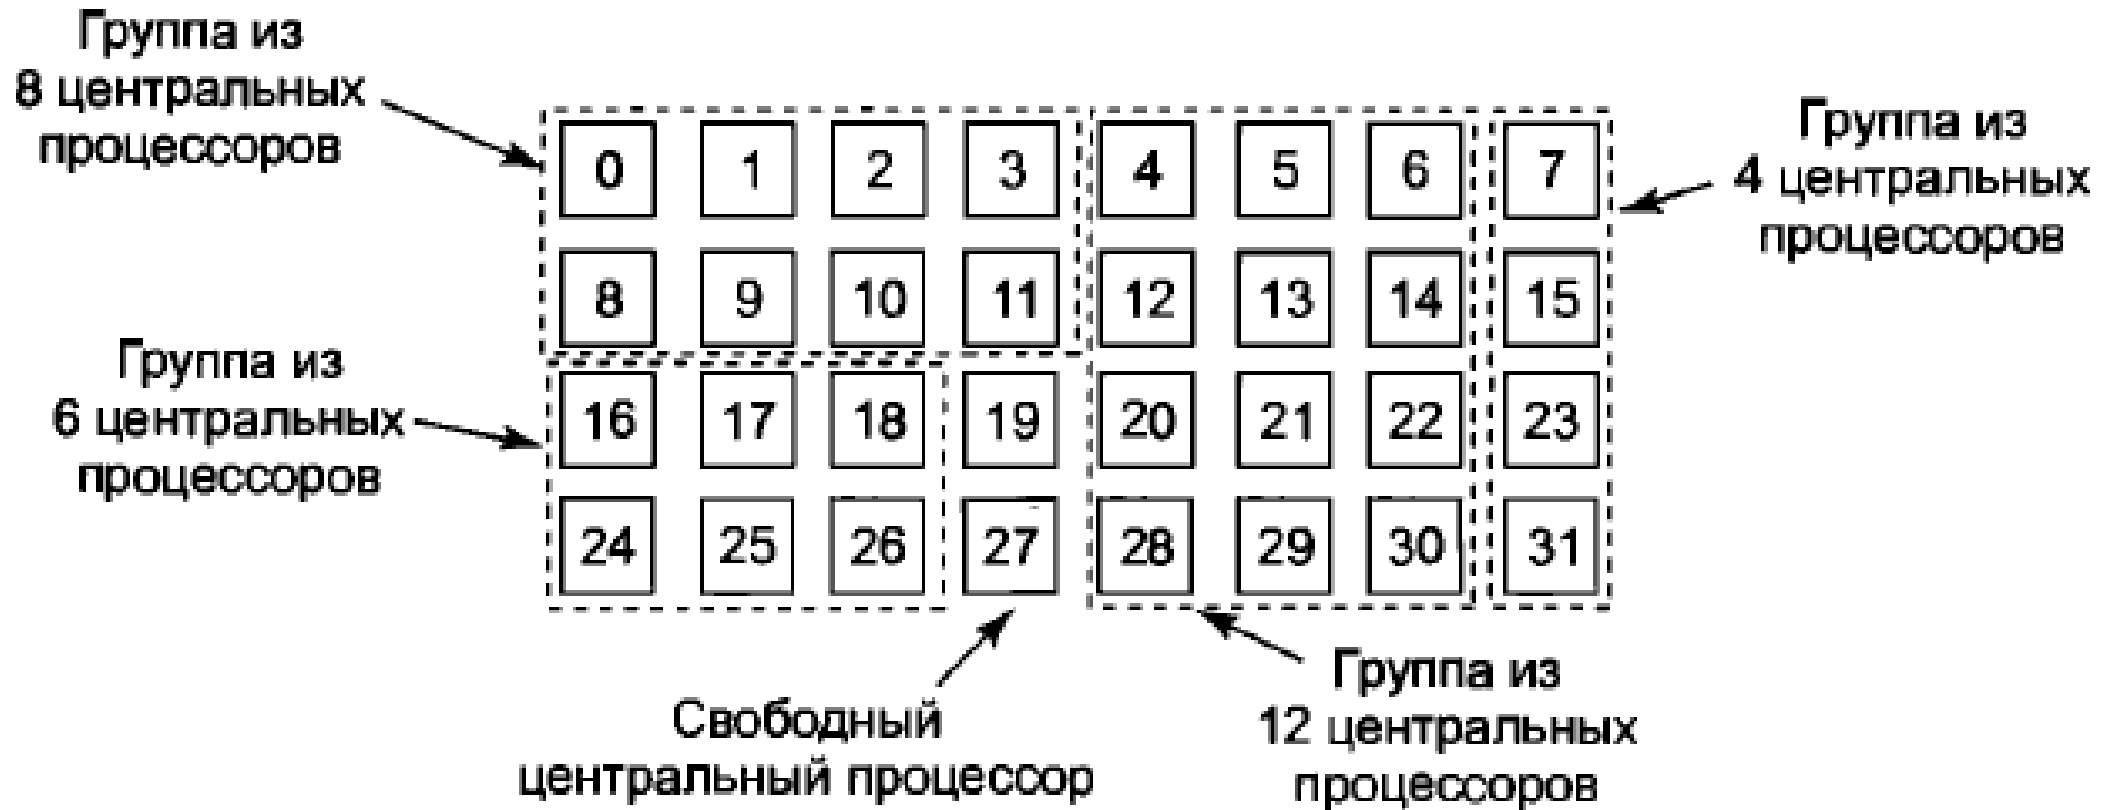 Группа из
8 центральных
процессоров
Группа из
4 центральных
процессоров
0 1 2 3 4 5 6 7
8 9 10 11 12 13 14 15
Группа из
6 центральных
процессоров
16 17 18 19 20 21 22 23
24 25 26 27 28 29 30 31
Свободный
центральный процессор
Группа из
12 центральных
процессоров